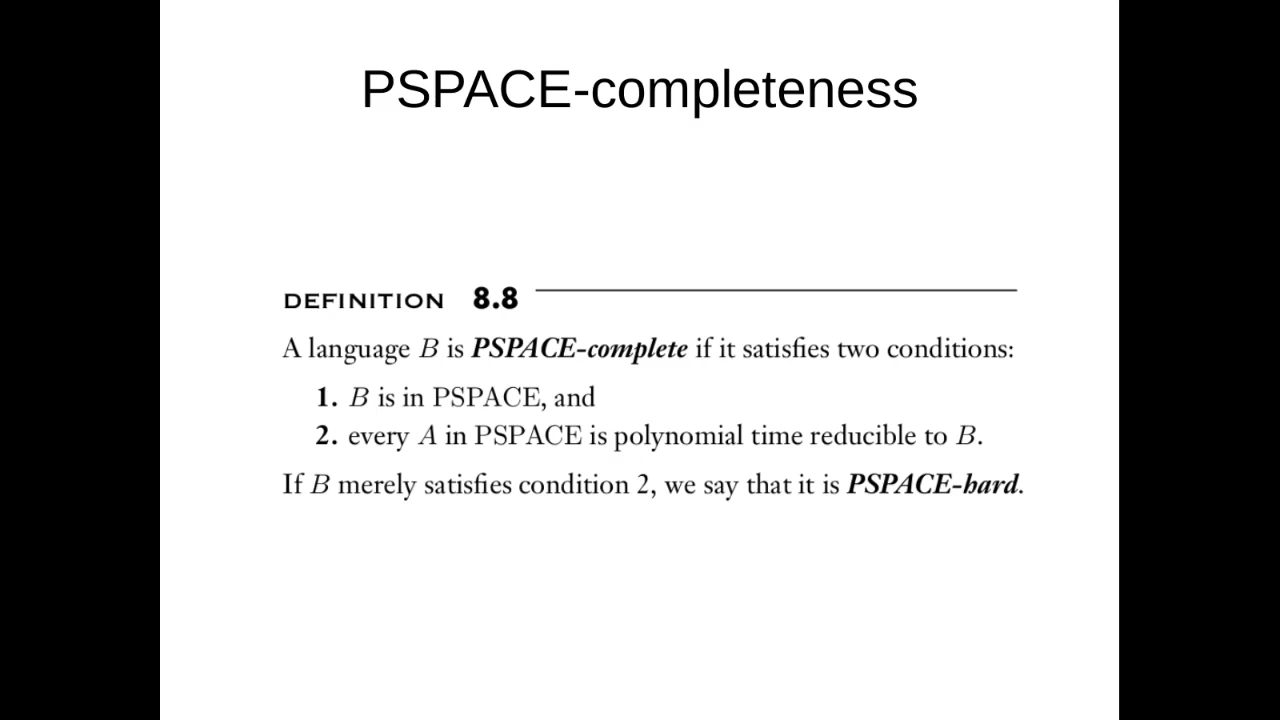 PSPACE-completeness
DEFINITION 8.8
A language B is PSPACE-complete if it satisfies two conditions:
1. B is in PSPACE, and
2. every A in PSPACE is polynomial time reducible to B.
If B merely satisfies condition 2, we say that it is PSPACE-hard.